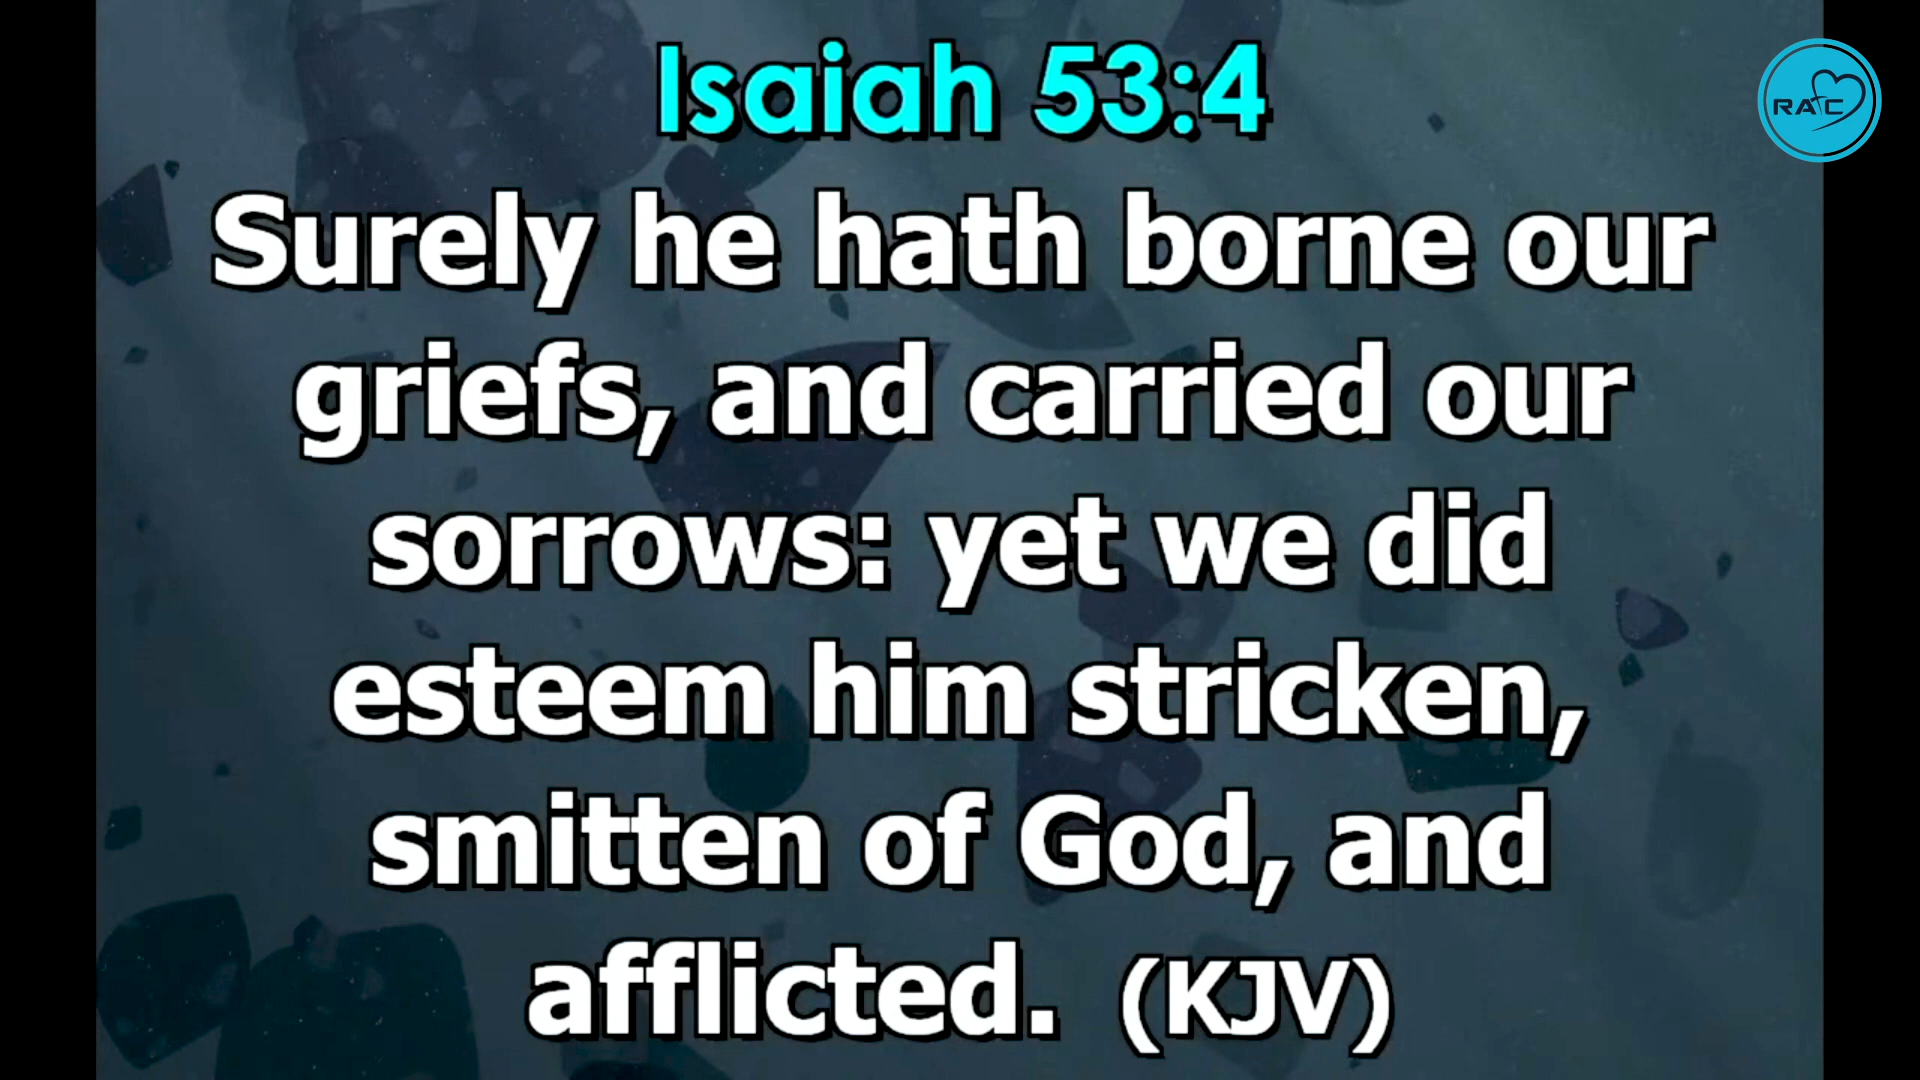 Isaiah 53:4
RATC
Surely he hath borne our
griefs, and carried our
sorrows: yet we did
esteem him stricken,
smitten of God, and
afflicted. (KJV)